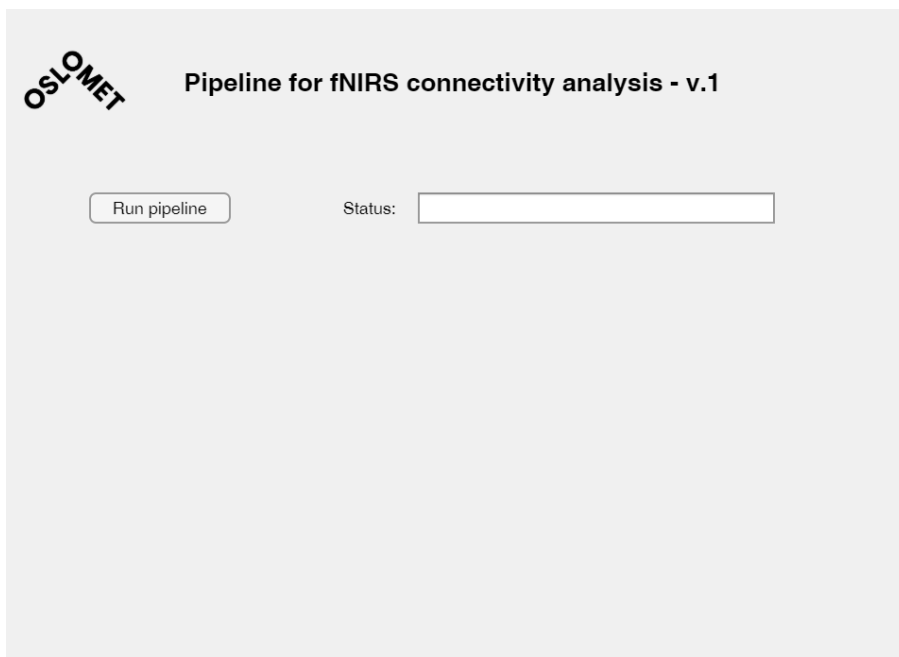 OSLOMET
Pipeline for fNIRS connectivity analysis - v.1
Run pipeline
Status: